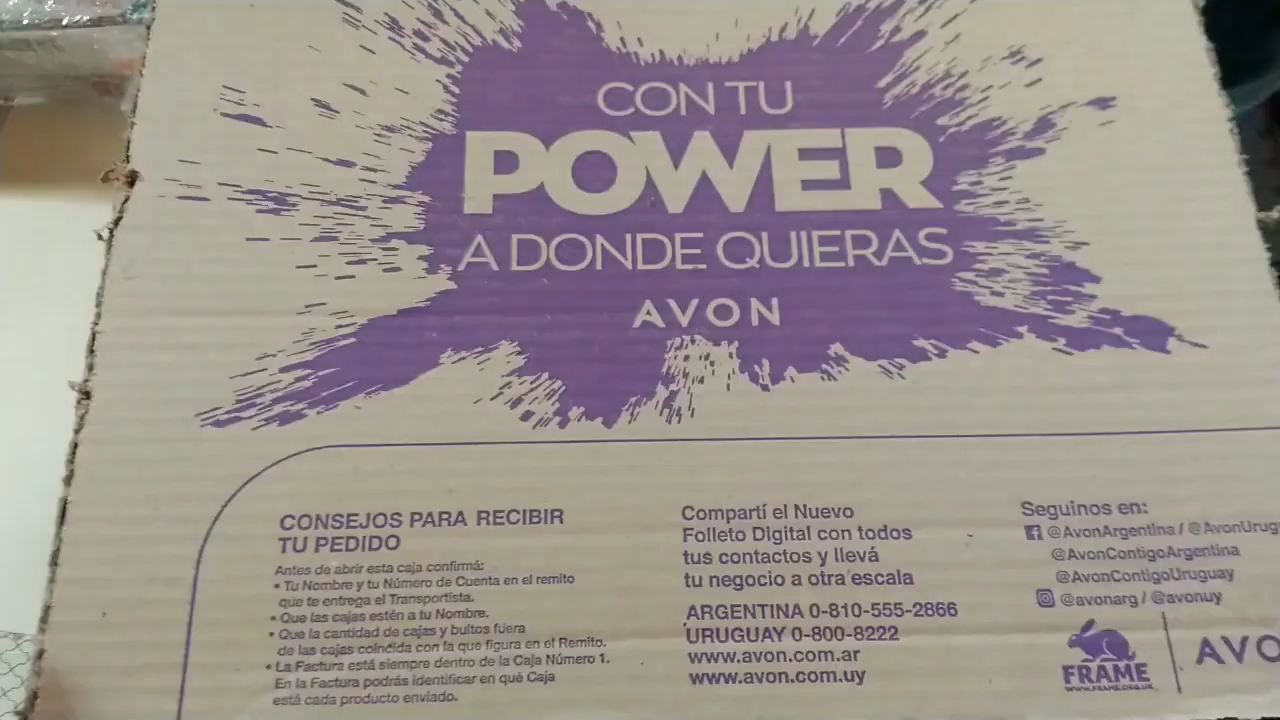 CON TU
POWER
A DONDE QUIERAS
AVON
CONSEJOS PARA RECIBIR
TU PEDIDO
Antes de abrir esta caja confirmá:
• Tu Nombre y tu Número de Cuenta en el remito
que te entrega el Transportista.
• Que las cajas estén a tu Nombre.
• Que la cantidad de cajas y bultos fuera
de las cajas coincida con la que figura en el Remito.
• La Factura está siempre dentro de la Caja Número 1.
En la Factura podrás identificar en qué Caja
está cada producto enviado.
Compartí el Nuevo
Folleto Digital con todos
tus contactos y llevá
tu negocio a otra escala
ARGENTINA 0-810-555-2866
URUGUAY 0-800-8222
www.avon.com.ar
www.avon.com.uy
Seguinos en:
@AvonArgentina / @AvonUrug
@AvonContigoArgentina
@AvonContigoUruguay
@avonarg / @avonuy
FRAME
WWW.FRAME.ORG.UK
AVO